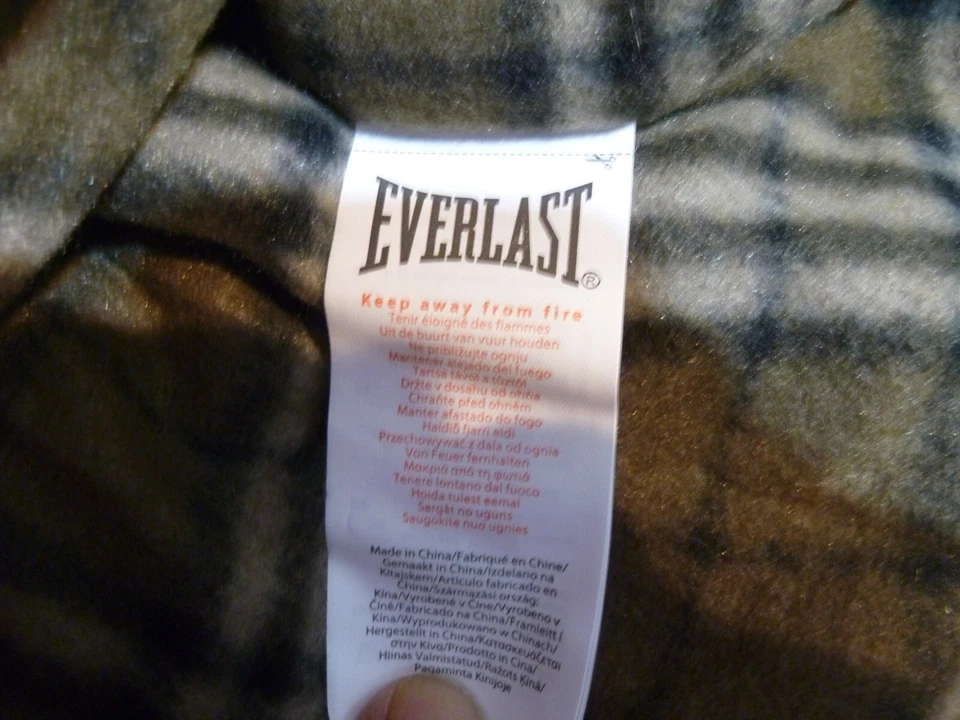 EVERLAST®
Keep away from fire
Tenir éloigné des flammes
Uit de buurt van vuur houden
Ne približujte ognju
Mantener alejado del fuego
Tartsa távol a tűztől
Držte v dosahu od ohňa
Chraňte před ohněm
Manter afastado do fogo
Haldið fjarri eldi
Przechowywać z dala od ognia
Von Feuer fernhalten
Μακριά από τη φωτιά
Tenere lontano dal fuoco
Hoida tulest eemal
Sargāt no uguns
Saugokite nuo ugnies
Made in China/Fabriqué en Chine/
Gemaakt in China/Izdelano na
Kitajskem/Artículo fabricado en
China/Származási ország:
Kína/Vyrobené v Číne/Vyrobeno v
Číně/Fabricado na China/Framleitt í
Kína/Wyprodukowano w Chinach/
Hergestellt in China/Κατασκευάζεται
στην Κίνα/Prodotto in Cina/
Hiinas Valmistatud/Ražots Ķīnā/
Pagaminta Kinijoje